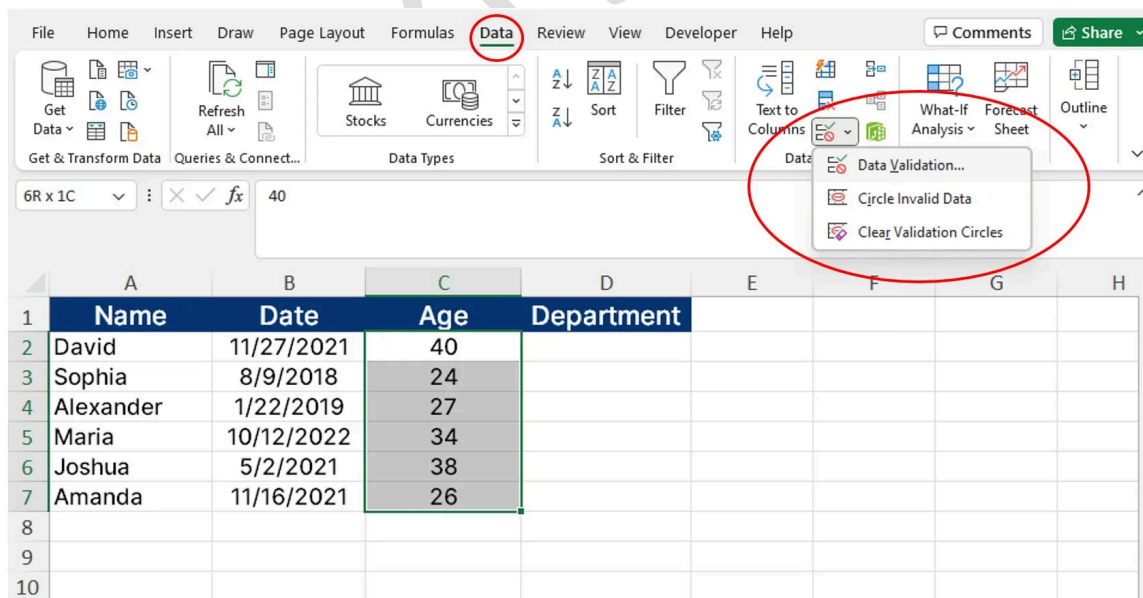 File Home Insert Draw Page Layout Formulas Data Review View Developer Help Comments Share
Get Data
Refresh All
Stocks
Currencies
Sort
Filter
Text to Columns
What-If Analysis
Forecast Sheet
Outline
Get & Transform Data
Queries & Connect...
Data Types
Sort & Filter
Data
Data Validation...
Circle Invalid Data
Clear Validation Circles
6R x 1C fx 40
A B C D E F G H
1 Name Date Age Department
2 David 11/27/2021 40
3 Sophia 8/9/2018 24
4 Alexander 1/22/2019 27
5 Maria 10/12/2022 34
6 Joshua 5/2/2021 38
7 Amanda 11/16/2021 26
8
9
10